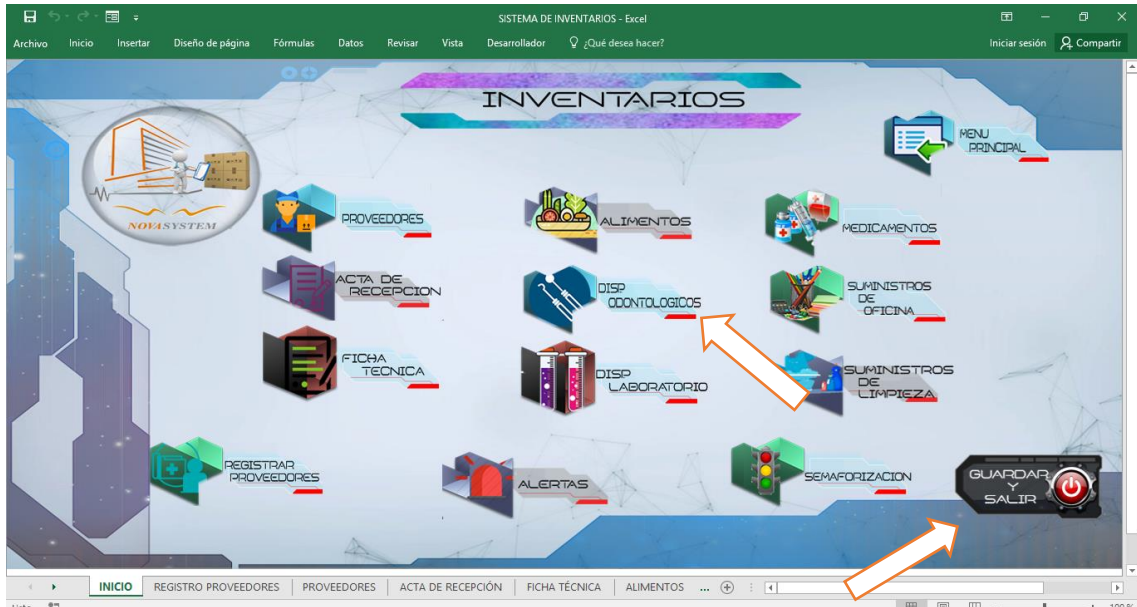 SISTEMA DE INVENTARIOS - Excel
Archivo Inicio Insertar Diseño de página Fórmulas Datos Revisar Vista Desarrollador ¿Qué desea hacer? Iniciar sesión Compartir
INVENTARIOS
MENU
PRINCIPAL
NOVASYSTEM
PROVEEDORES
ALIMENTOS
MEDICAMENTOS
ACTA DE
RECEPCION
DISP
ODONTOLOGICOS
SUMINISTROS
DE
OFICINA
FICHA
TECNICA
DISP
LABORATORIO
SUMINISTROS
DE
LIMPIEZA
REGISTRAR
PROVEEDORES
ALERTAS
SEMAFORIZACION
GUARDAR
Y
SALIR
INICIO REGISTRO PROVEEDORES PROVEEDORES ACTA DE RECEPCIÓN FICHA TÉCNICA ALIMENTOS ...